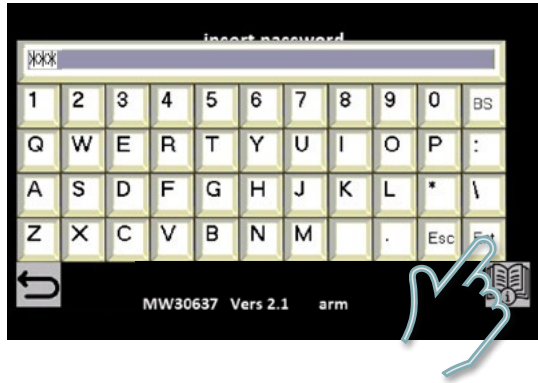 insert password
***
1 2 3 4 5 6 7 8 9 0 BS
Q W E R T Y U I O P :
A S D F G H J K L * \
Z X C V B N M . Esc Ent
MW30637 Vers 2.1 arm
i